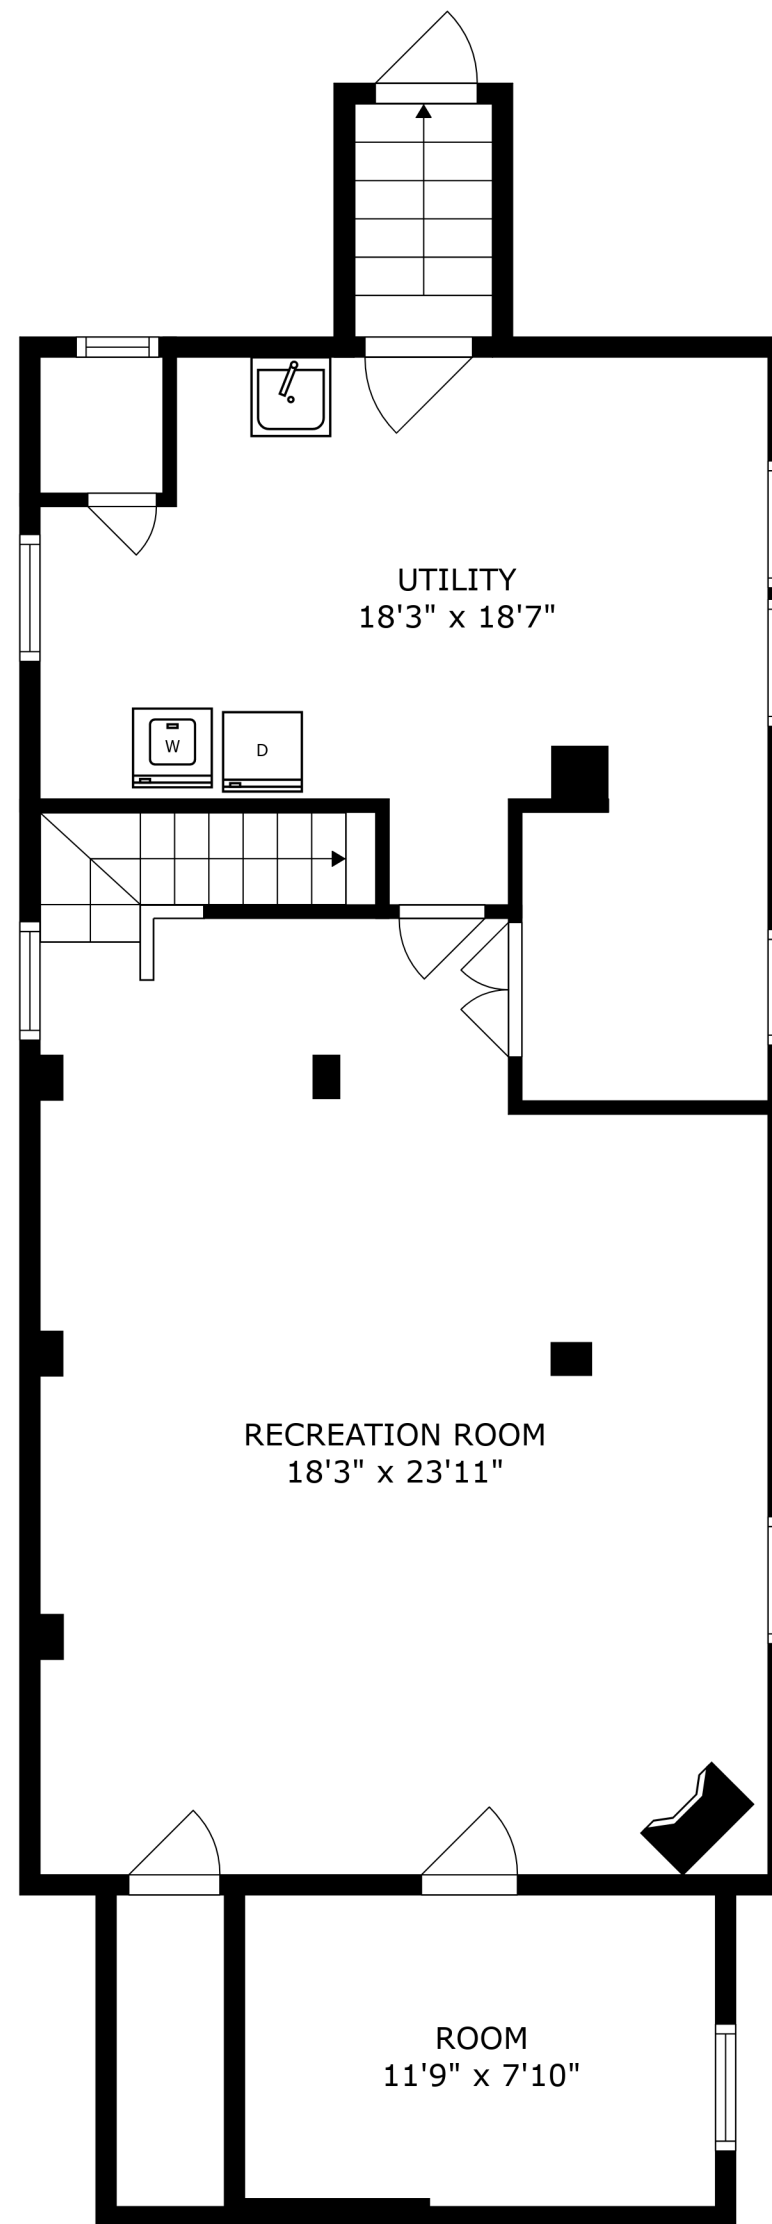 UTILITY
18'3" x 18'7"
W
D
RECREATION ROOM
18'3" x 23'11"
ROOM
11'9" x 7'10"